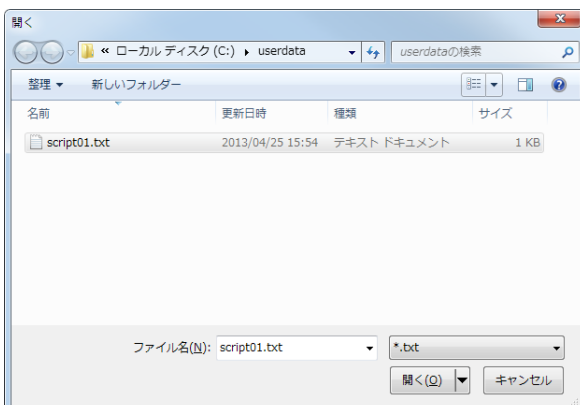 開く
« ローカル ディスク (C:) userdata userdataの検索
整理 新しいフォルダー
名前 更新日時 種類 サイズ
script01.txt 2013/04/25 15:54 テキスト ドキュメント 1 KB
ファイル名(N): script01.txt *.txt
開く(O) キャンセル